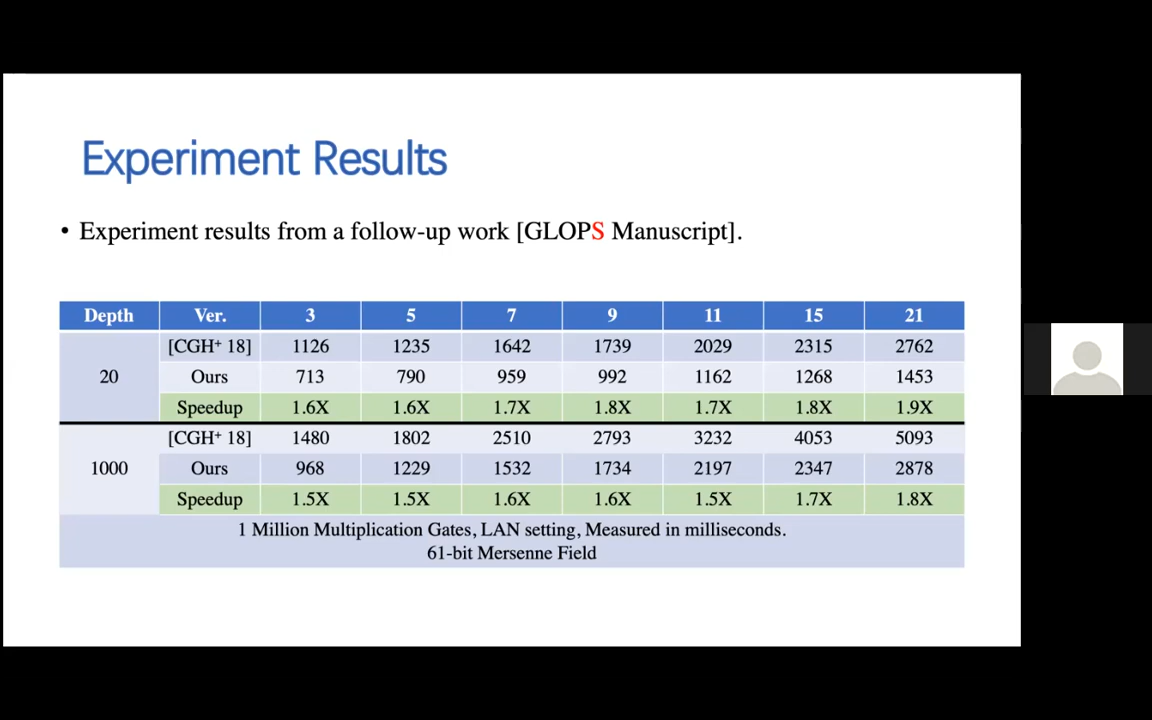 Experiment Results
• Experiment results from a follow-up work [GLOPS Manuscript].
Depth Ver. 3 5 7 9 11 15 21
[CGH+ 18] 1126 1235 1642 1739 2029 2315 2762
20 Ours 713 790 959 992 1162 1268 1453
Speedup 1.6X 1.6X 1.7X 1.8X 1.7X 1.8X 1.9X
[CGH+ 18] 1480 1802 2510 2793 3232 4053 5093
1000 Ours 968 1229 1532 1734 2197 2347 2878
Speedup 1.5X 1.5X 1.6X 1.6X 1.5X 1.7X 1.8X
1 Million Multiplication Gates, LAN setting, Measured in milliseconds.
61-bit Mersenne Field